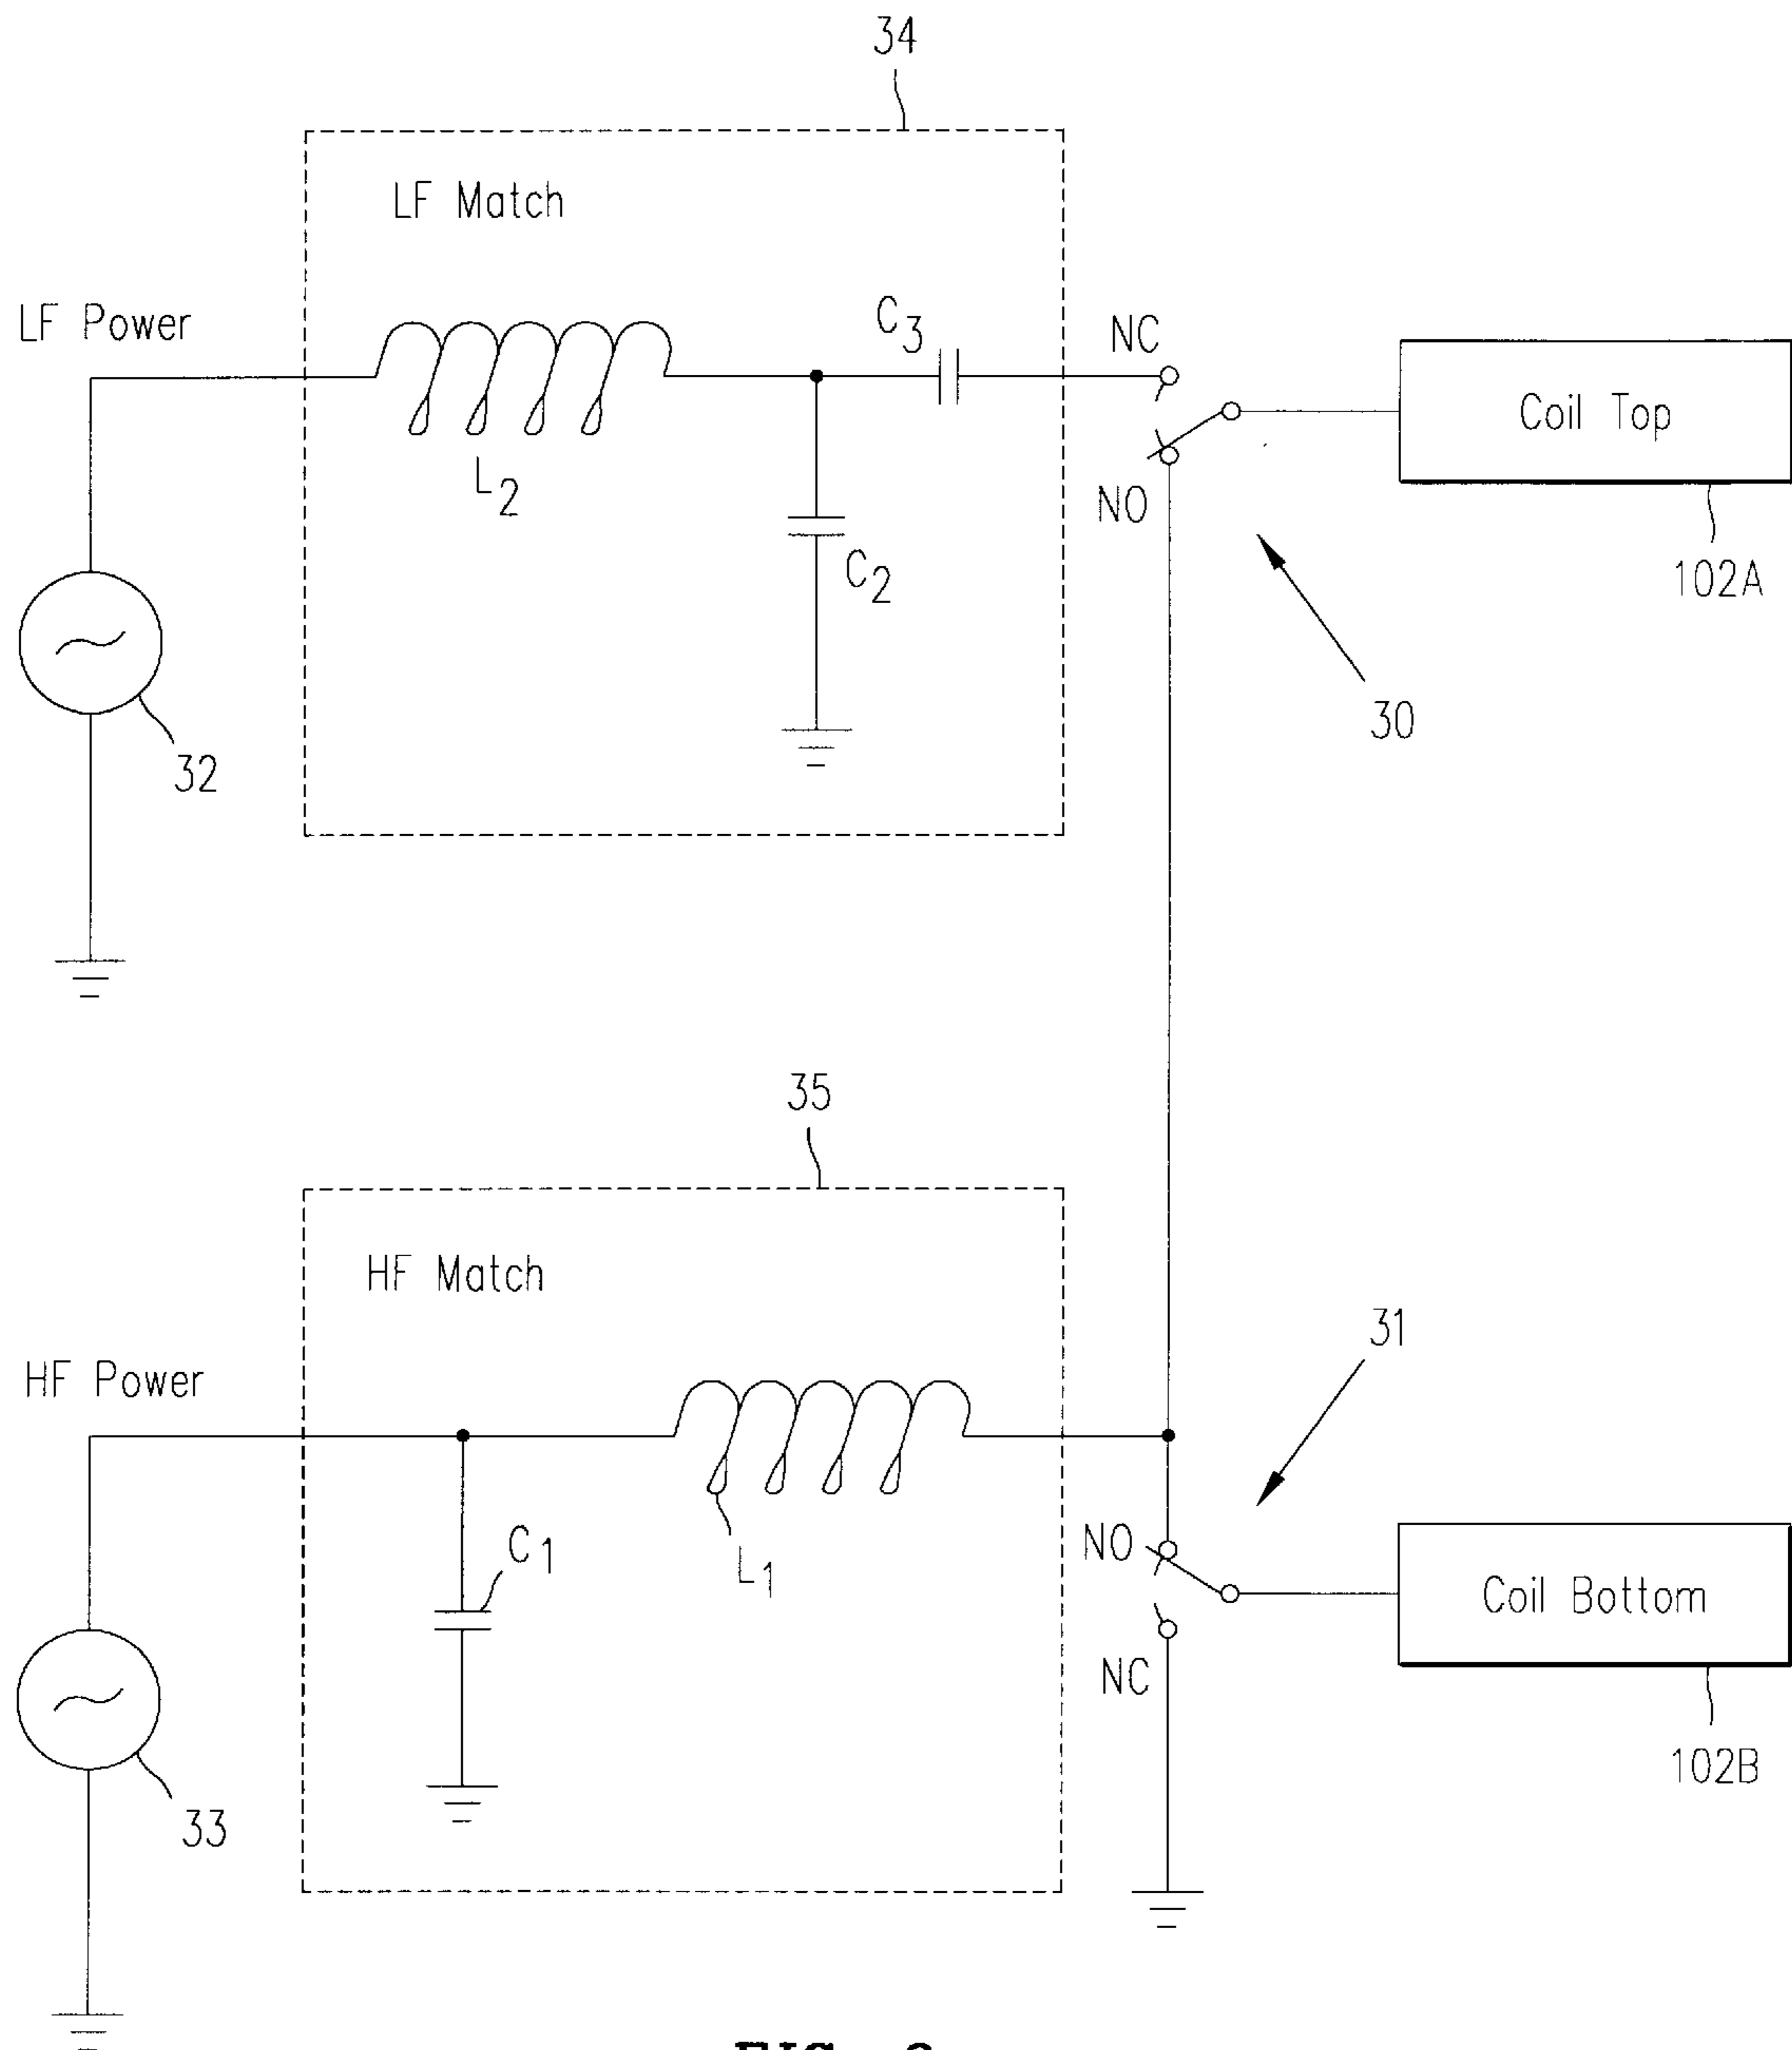 34
LF Match
LF Power
C3
NC
Coil Top
L2
NO
C2
102A
30
32
35
HF Match
31
HF Power
NO
C1
L1
Coil Bottom
NC
102B
33